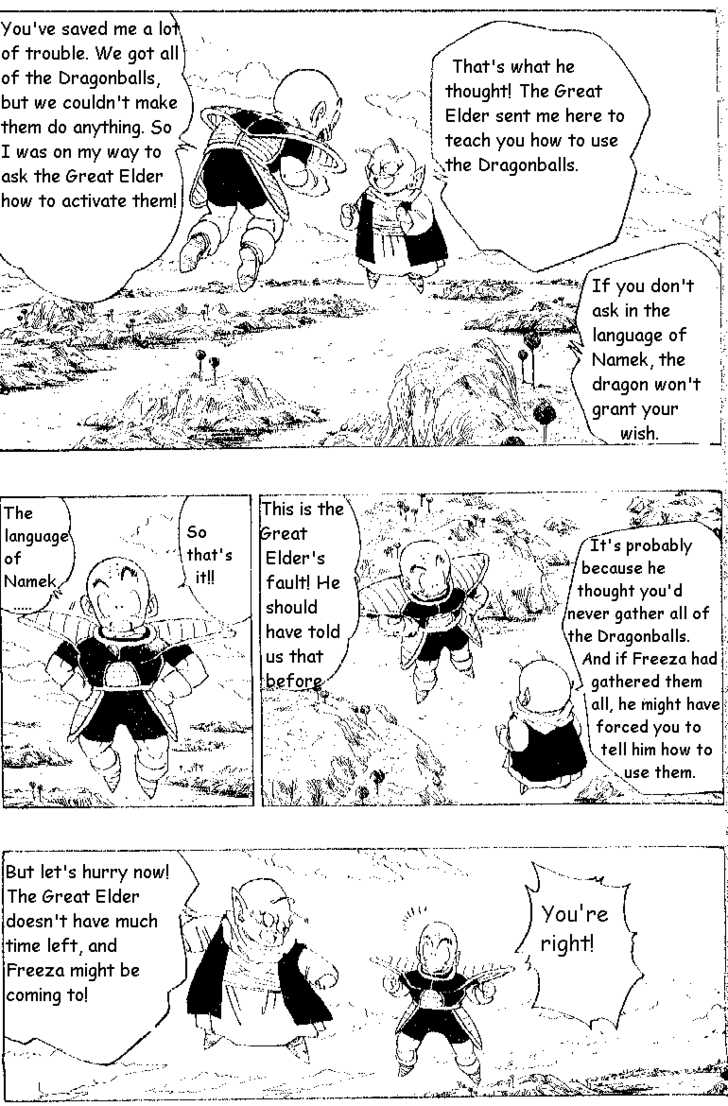 You've saved me a lot
of trouble. We got all
of the Dragonballs,
but we couldn't make
them do anything. So
I was on my way to
ask the Great Elder
how to activate them!
That's what he
thought! The Great
Elder sent me here to
teach you how to use
the Dragonballs.
If you don't
ask in the
language of
Namek, the
dragon won't
grant your
wish.
The
language
of
Namek
.....
So
that's
it!!
This is the
Great
Elder's
fault! He
should
have told
us that
before
It's probably
because he
thought you'd
never gather all of
the Dragonballs.
And if Freeza had
gathered them
all, he might have
forced you to
tell him how to
use them.
But let's hurry now!
The Great Elder
doesn't have much
time left, and
Freeza might be
coming to!
You're
right!